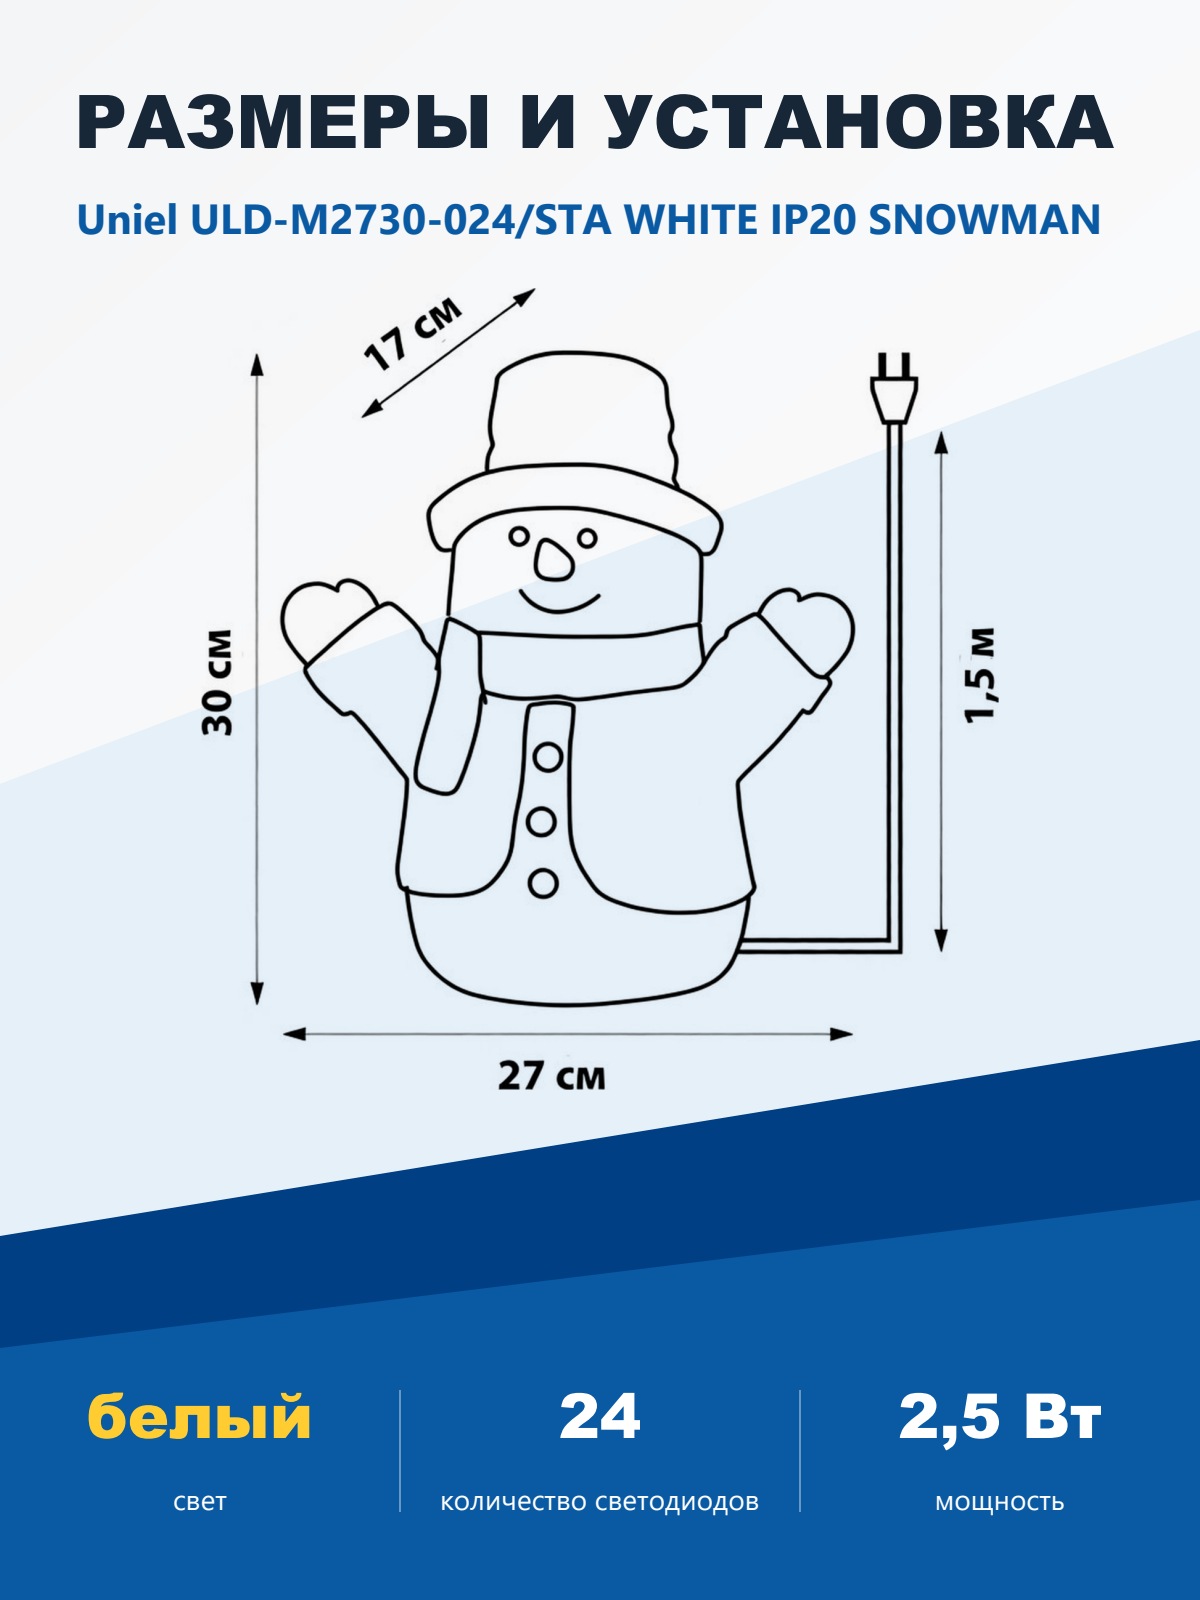 РАЗМЕРЫ И УСТАНОВКА
Uniel ULD-M2730-024/STA WHITE IP20 SNOWMAN
17 см
30 см
1,5 м
27 см
белый
свет
24
количество светодиодов
2,5 Вт
мощность